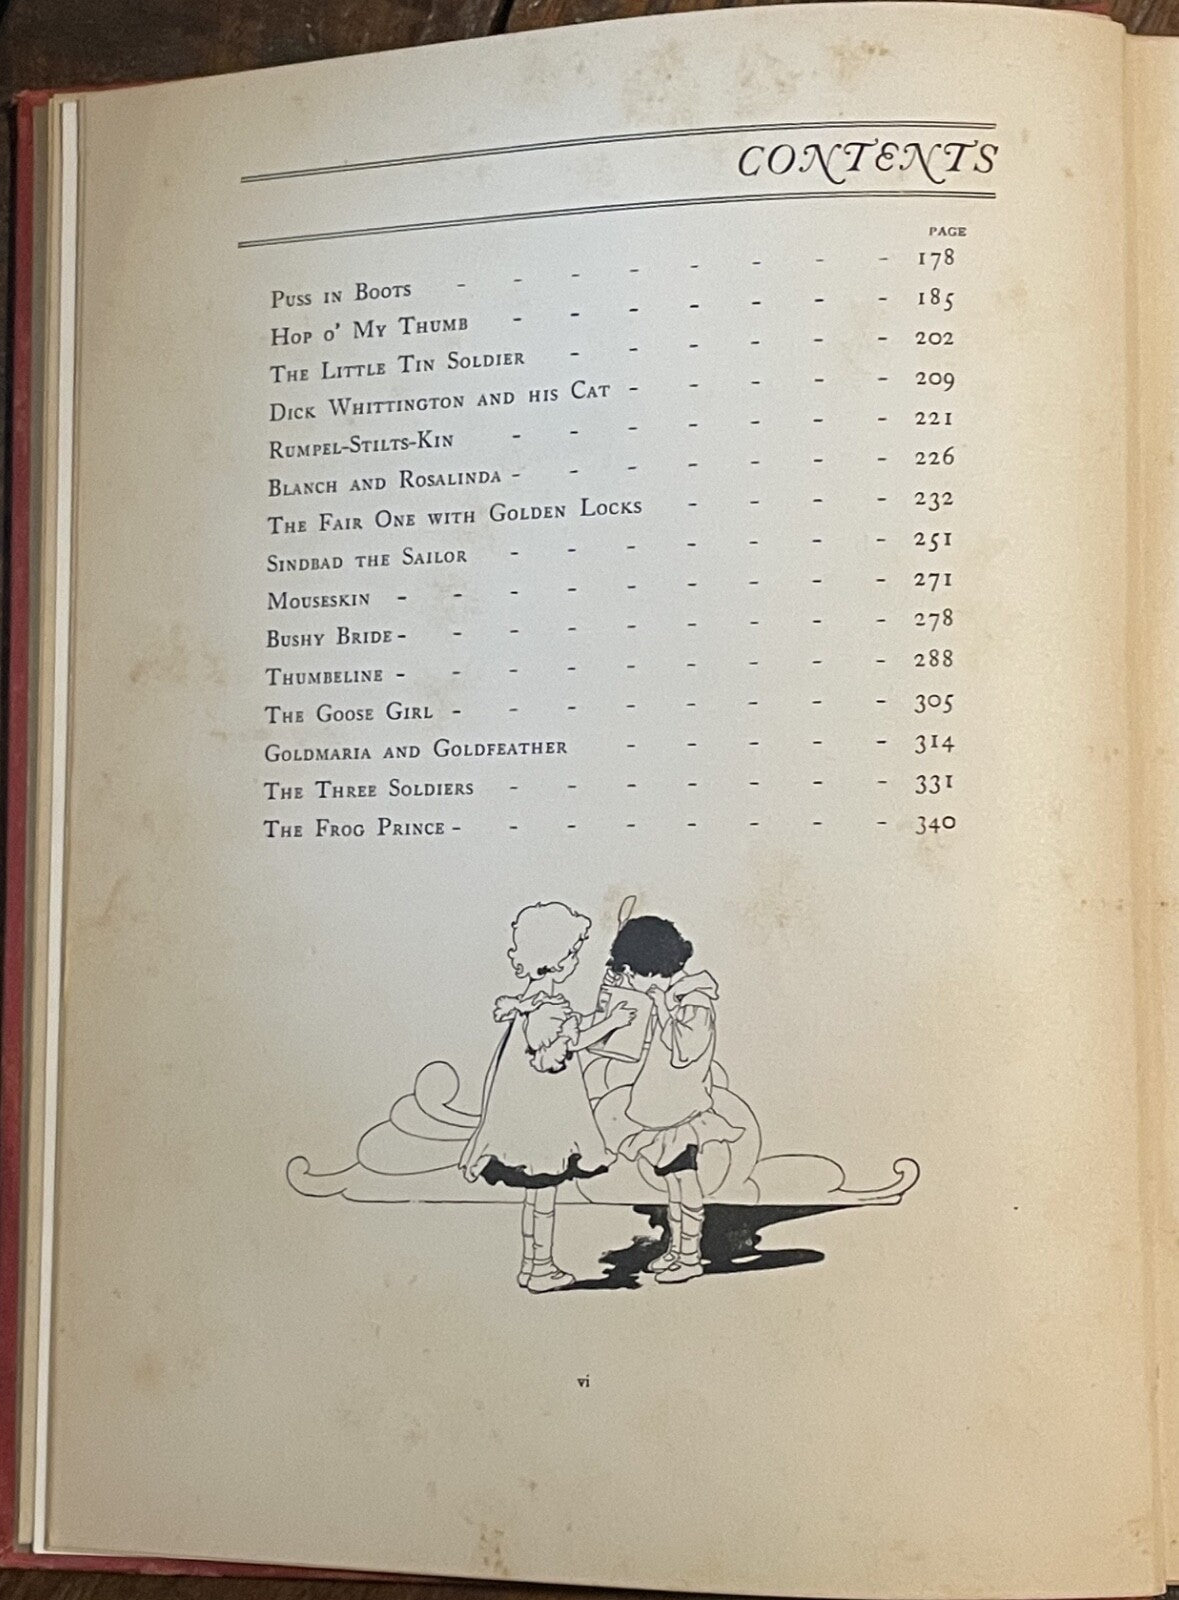 CONTENTS
PAGE
PUSS IN BOOTS - - - - - - - - 178
HOP O' MY THUMB - - - - - - - 185
THE LITTLE TIN SOLDIER - - - - - - 202
DICK WHITTINGTON AND HIS CAT - - - - - 209
RUMPEL-STILTS-KIN - - - - - - - 221
BLANCH AND ROSALINDA - - - - - - - 226
THE FAIR ONE WITH GOLDEN LOCKS - - - - 232
SINDBAD THE SAILOR - - - - - - - 251
MOUSESKIN - - - - - - - - - 271
BUSHY BRIDE - - - - - - - - - 278
THUMBELINE - - - - - - - - - 288
THE GOOSE GIRL - - - - - - - - 305
GOLDMARIA AND GOLDFEATHER - - - - - 314
THE THREE SOLDIERS - - - - - - - 331
THE FROG PRINCE - - - - - - - - 340
vi